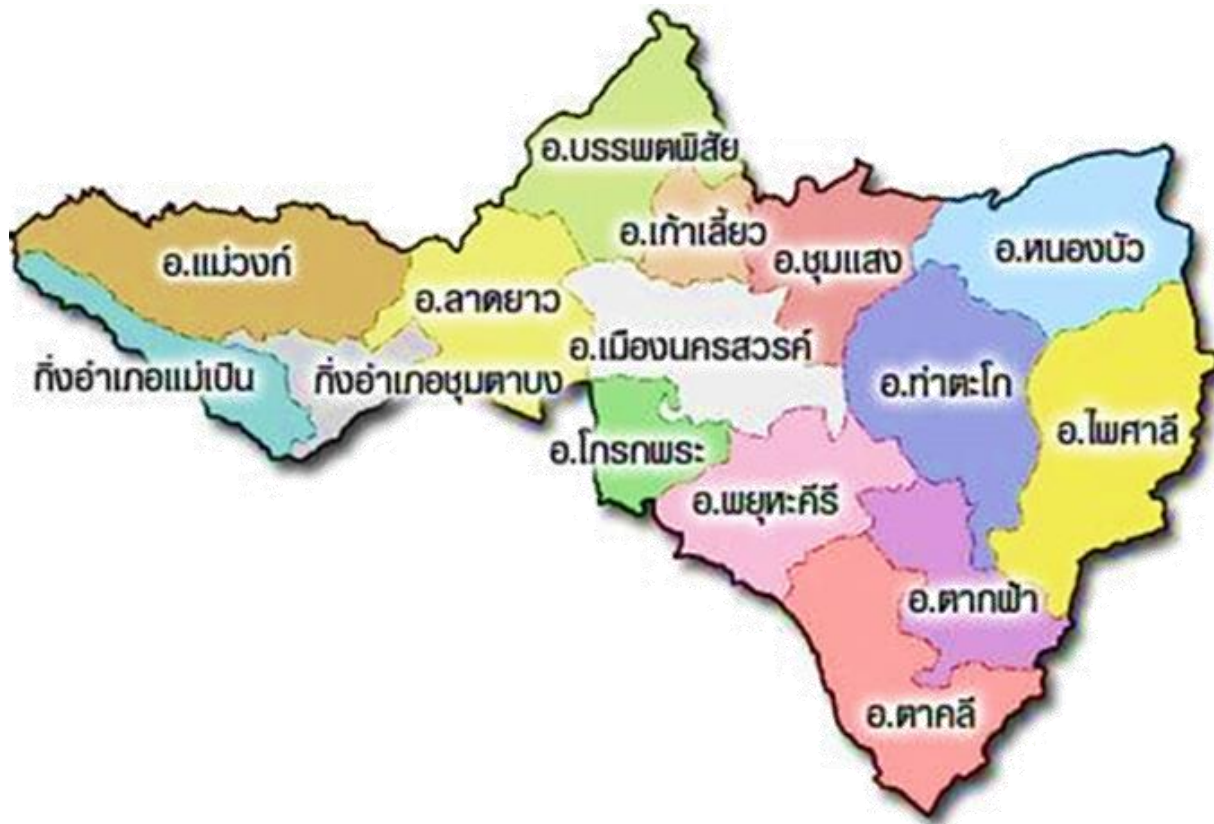 อ.บรรพตพิสัย
อ.เก้าเลี้ยว
อ.ชุมแสง
อ.หนองบัว
อ.แม่วงก์
อ.ลาดยาว
อ.เมืองนครสวรค์
กิ่งอำเภอแม่เปิน
กิ่งอำเภอชุมตาบง
อ.ท่าตะโก
อ.ไพศาลี
อ.โกรกพระ
อ.พยุหะคีรี
อ.ตากฟ้า
อ.ตาคลี